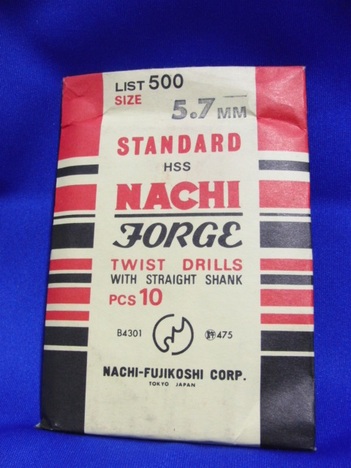 LIST 500
SIZE 5.7 MM
STANDARD
HSS
NACHI
FORGE
TWIST DRILLS
WITH STRAIGHT SHANK
PCS 10
B4301 475
NACHI-FUJIKOSHI CORP.
TOKYO JAPAN